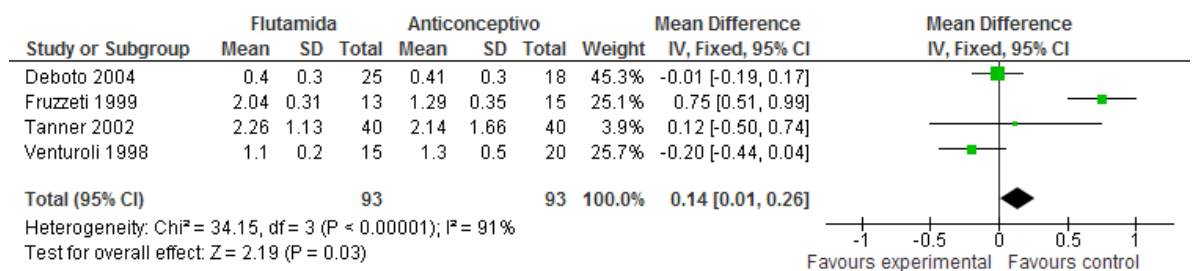 Flutamida Anticonceptivo Mean Difference Mean Difference
Study or Subgroup Mean SD Total Mean SD Total Weight IV, Fixed, 95% CI IV, Fixed, 95% CI
Deboto 2004 0.4 0.3 25 0.41 0.3 18 45.3% -0.01 [-0.19, 0.17]
Fruzzeti 1999 2.04 0.31 13 1.29 0.35 15 25.1% 0.75 [0.51, 0.99]
Tanner 2002 2.26 1.13 40 2.14 1.66 40 3.9% 0.12 [-0.50, 0.74]
Venturoli 1998 1.1 0.2 15 1.3 0.5 20 25.7% -0.20 [-0.44, 0.04]
Total (95% CI) 93 93 100.0% 0.14 [0.01, 0.26]
Heterogeneity: Chi² = 34.15, df = 3 (P < 0.00001); I² = 91%
Test for overall effect: Z = 2.19 (P = 0.03)
-1 -0.5 0 0.5 1
Favours experimental Favours control